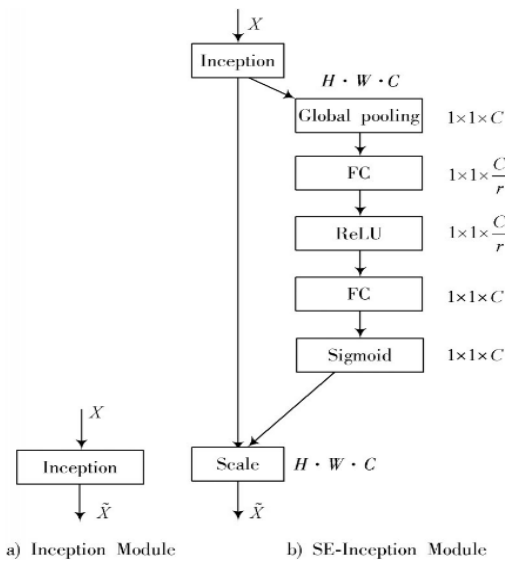 X
Inception
H · W · C
Global pooling 1×1×C
FC 1×1×C/r
ReLU 1×1×C/r
FC 1×1×C
Sigmoid 1×1×C
X
Inception
X̃
Scale H · W · C
X̃
a) Inception Module
b) SE-Inception Module